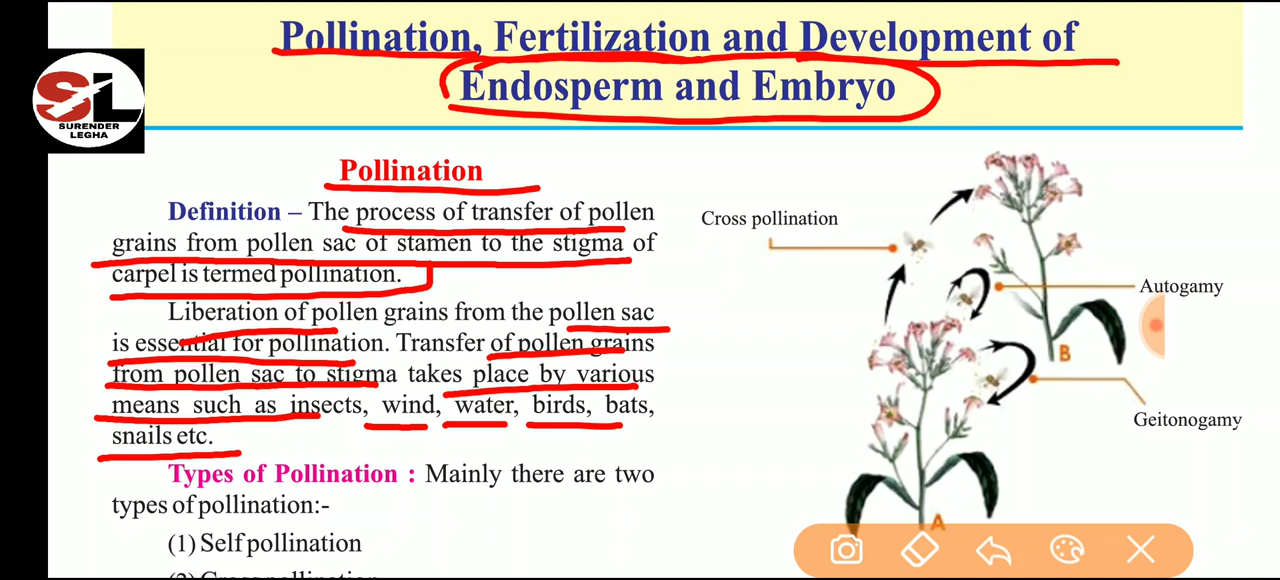 Pollination, Fertilization and Development of
Endosperm and Embryo
SL
SURENDER
LEGHA
Pollination
Definition – The process of transfer of pollen
grains from pollen sac of stamen to the stigma of
carpel is termed pollination.
Liberation of pollen grains from the pollen sac
is essential for pollination. Transfer of pollen grains
from pollen sac to stigma takes place by various
means such as insects, wind, water, birds, bats,
snails etc.
Types of Pollination : Mainly there are two
types of pollination:-
(1) Self pollination
(2) Cross pollination
Cross pollination
Autogamy
B
Geitonogamy
A